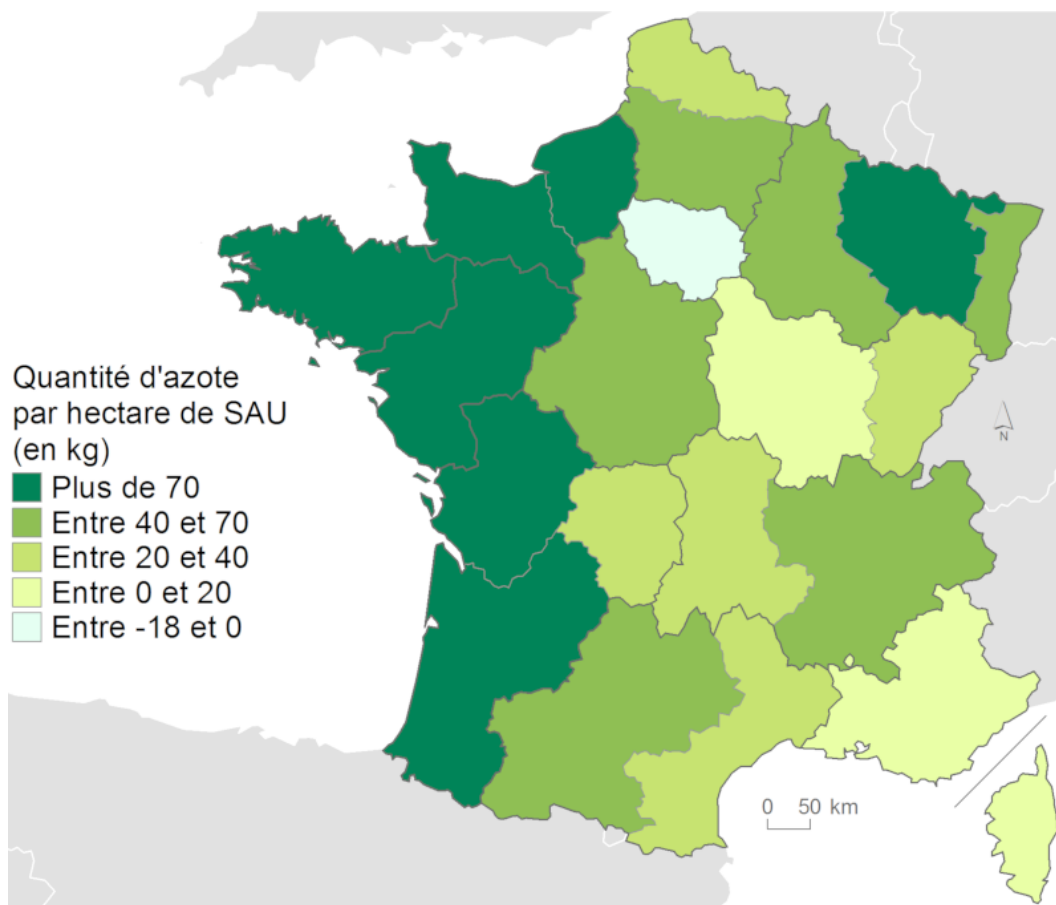 Quantité d'azote
par hectare de SAU
(en kg)
Plus de 70
Entre 40 et 70
Entre 20 et 40
Entre 0 et 20
Entre -18 et 0
N
0 50 km